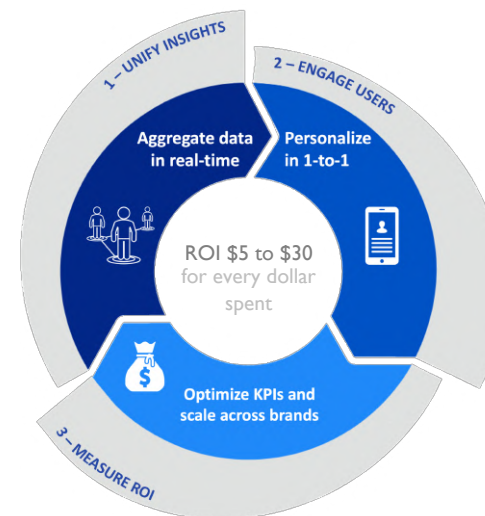 1 – UNIFY INSIGHTS
2 – ENGAGE USERS
Aggregate data
in real-time
Personalize
in 1-to-1
ROI $5 to $30
for every dollar
spent
$
Optimize KPIs and
scale across brands
3 – MEASURE ROI